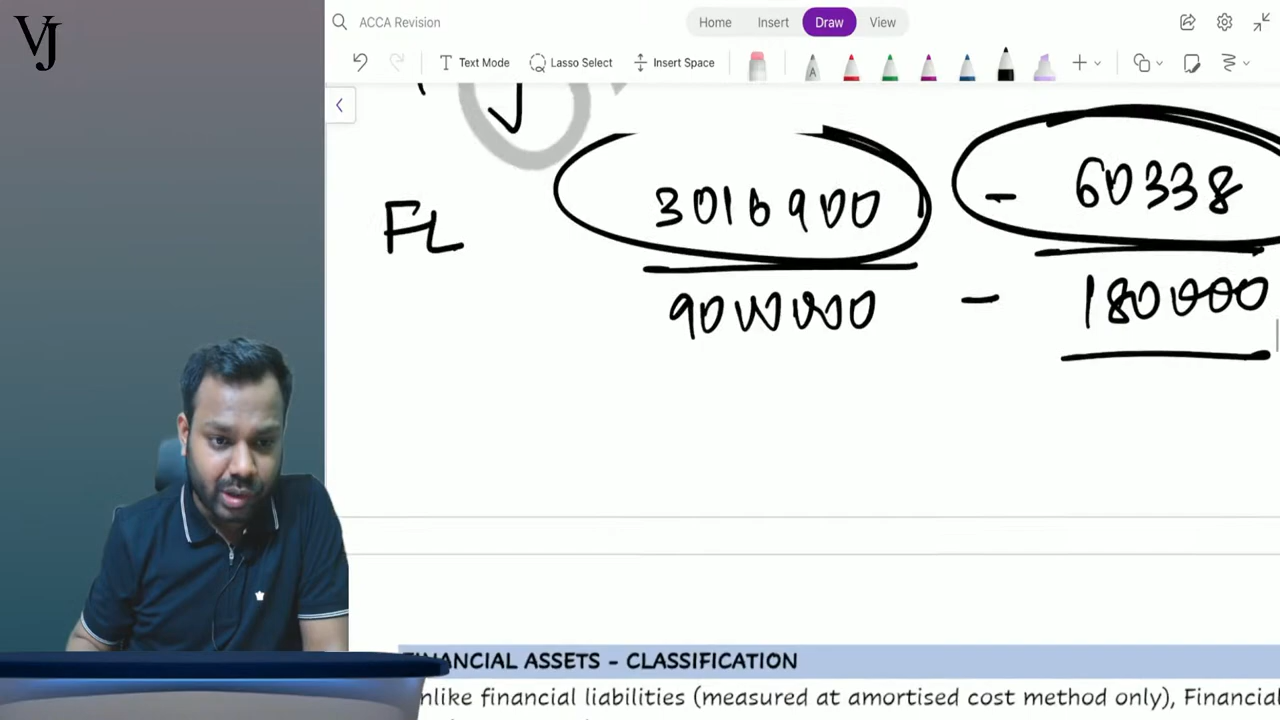 VJ
ACCA Revision
Home Insert Draw View
Text Mode Lasso Select Insert Space
FL 3016900 - 60338
9000000 - 180000
FINANCIAL ASSETS - CLASSIFICATION
nlike financial liabilities (measured at amortised cost method only), Financial